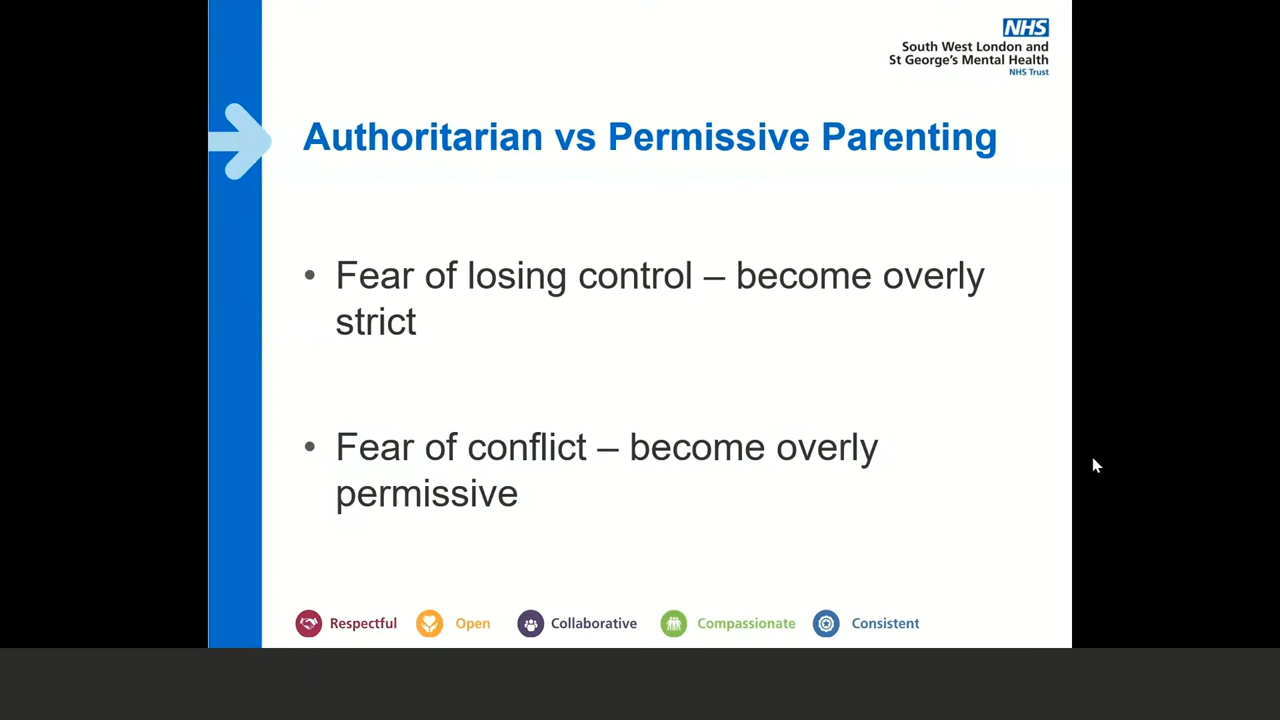 NHS
South West London and
St George's Mental Health
NHS Trust
Authoritarian vs Permissive Parenting
• Fear of losing control – become overly
strict
• Fear of conflict – become overly
permissive
Respectful Open Collaborative Compassionate Consistent